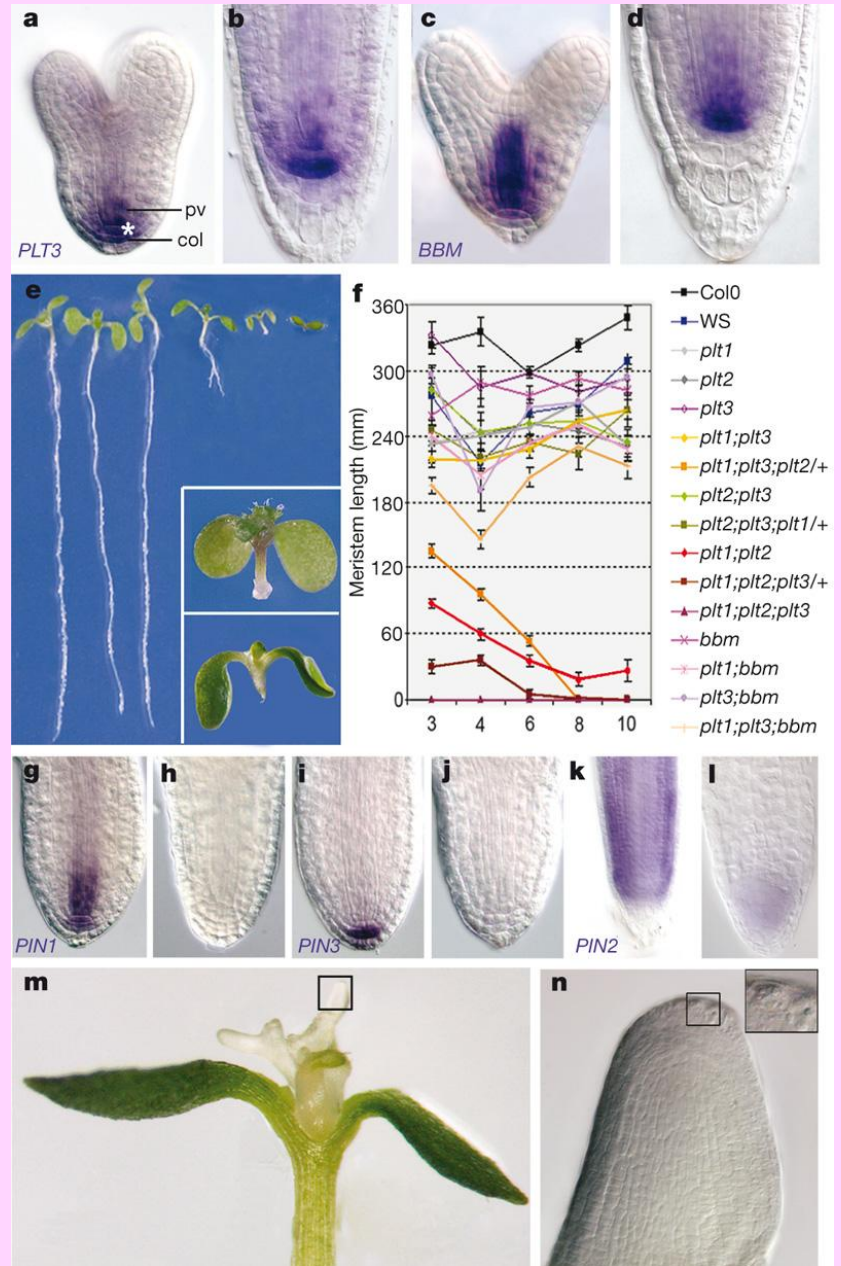 a
b
c
d
pv
col
PLT3
BBM
e
f
360
300
240
180
120
60
0
Meristem length (mm)
3 4 6 8 10
Col0
WS
plt1
plt2
plt3
plt1;plt3
plt1;plt3;plt2/+
plt2;plt3
plt2;plt3;plt1/+
plt1;plt2
plt1;plt2;plt3/+
plt1;plt2;plt3
bbm
plt1;bbm
plt3;bbm
plt1;plt3;bbm
g
h
i
j
k
l
PIN1
PIN3
PIN2
m
n